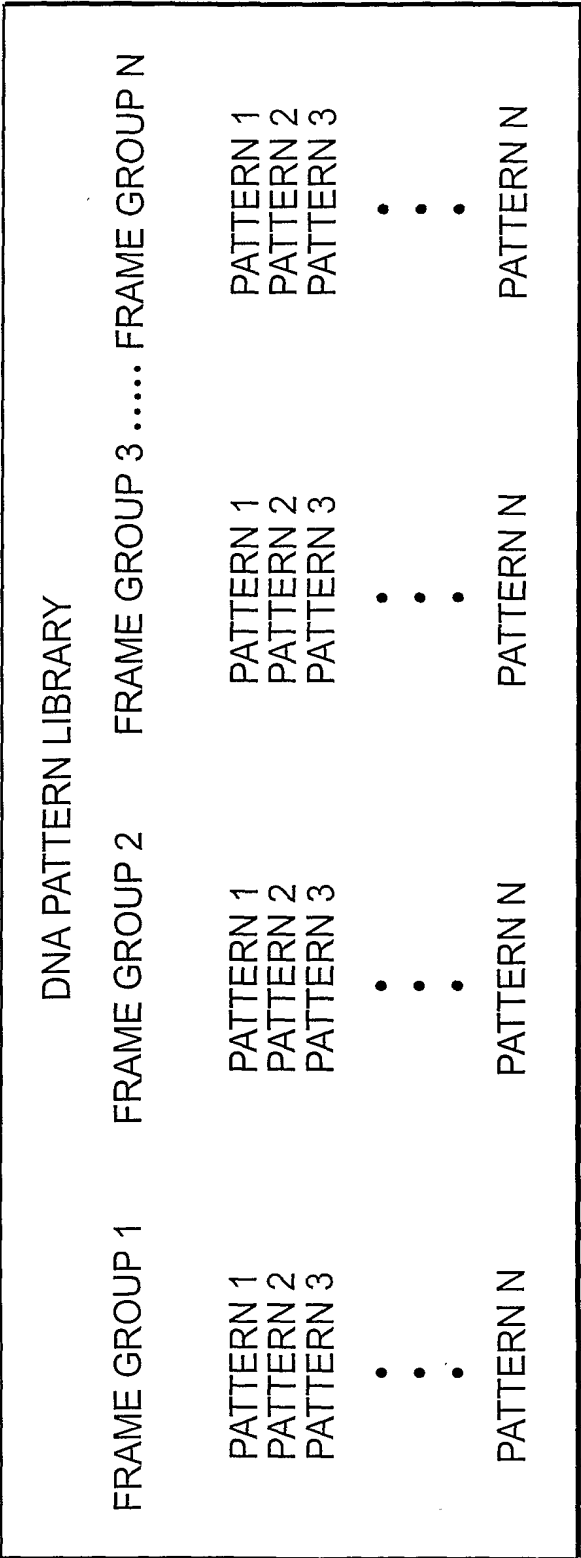 DNA PATTERN LIBRARY
FRAME GROUP 1 FRAME GROUP 2 FRAME GROUP 3 ..... FRAME GROUP N
PATTERN 1 PATTERN 1 PATTERN 1 PATTERN 1
PATTERN 2 PATTERN 2 PATTERN 2 PATTERN 2
PATTERN 3 PATTERN 3 PATTERN 3 PATTERN 3
• • • •
• • • •
• • • •
PATTERN N PATTERN N PATTERN N PATTERN N